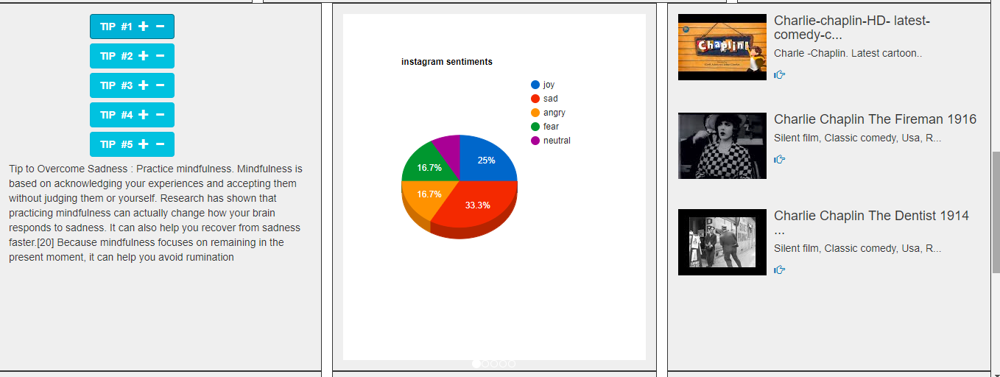 TIP #1
TIP #2
TIP #3
TIP #4
TIP #5
Tip to Overcome Sadness : Practice mindfulness. Mindfulness is
based on acknowledging your experiences and accepting them
without judging them or yourself. Research has shown that
practicing mindfulness can actually change how your brain
responds to sadness. It can also help you recover from sadness
faster.[20] Because mindfulness focuses on remaining in the
present moment, it can help you avoid rumination
instagram sentiments
joy
sad
angry
fear
neutral
25%
16.7%
16.7%
33.3%
Chaplin
Charlie-chaplin-HD- latest-
comedy-c...
Charle -Chaplin. Latest cartoon..
Charlie Chaplin The Fireman 1916
Silent film, Classic comedy, Usa, R...
Charlie Chaplin The Dentist 1914
...
Silent film, Classic comedy, Usa, R...